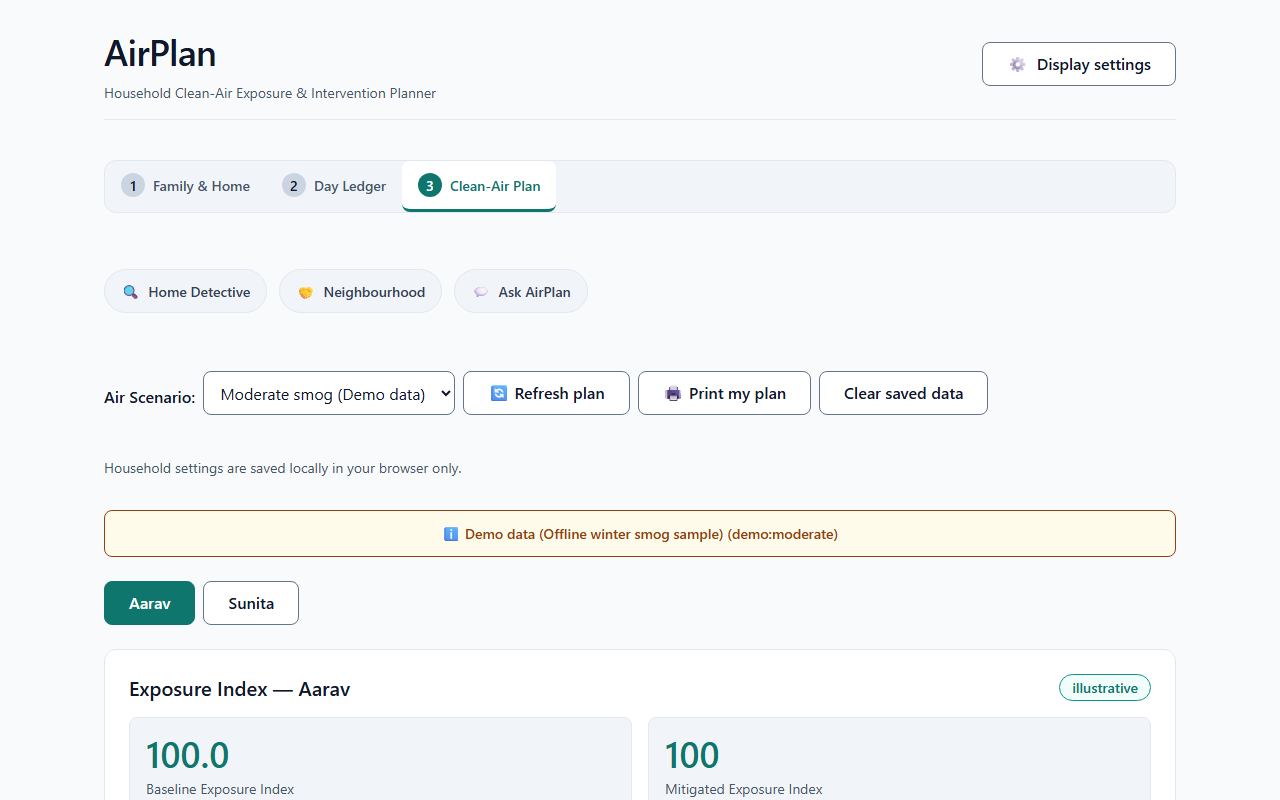 AirPlan
Household Clean-Air Exposure & Intervention Planner
Display settings
1 Family & Home 2 Day Ledger 3 Clean-Air Plan
Home Detective Neighbourhood Ask AirPlan
Air Scenario: Moderate smog (Demo data) Refresh plan Print my plan Clear saved data
Household settings are saved locally in your browser only.
Demo data (Offline winter smog sample) (demo:moderate)
Aarav Sunita
Exposure Index — Aarav illustrative
100.0 100
Baseline Exposure Index Mitigated Exposure Index